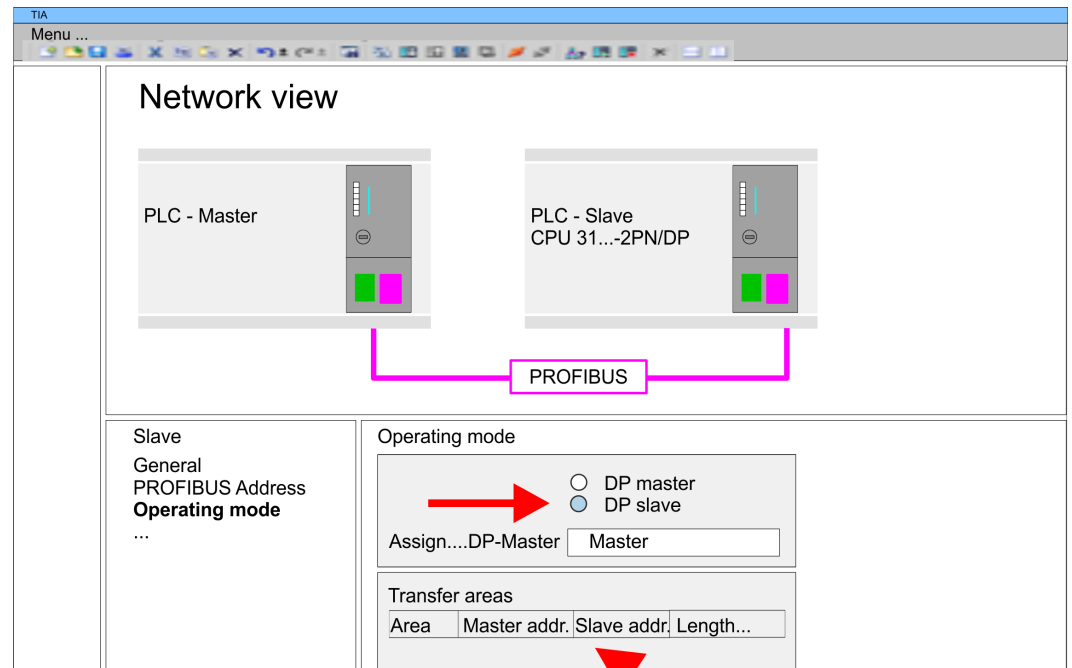 TIA
Menu ...
Network view
PLC - Master
PLC - Slave
CPU 31...-2PN/DP
PROFIBUS
Slave
General
PROFIBUS Address
Operating mode
...
Operating mode
DP master
DP slave
Assign....DP-Master Master
Transfer areas
Area Master addr. Slave addr. Length...